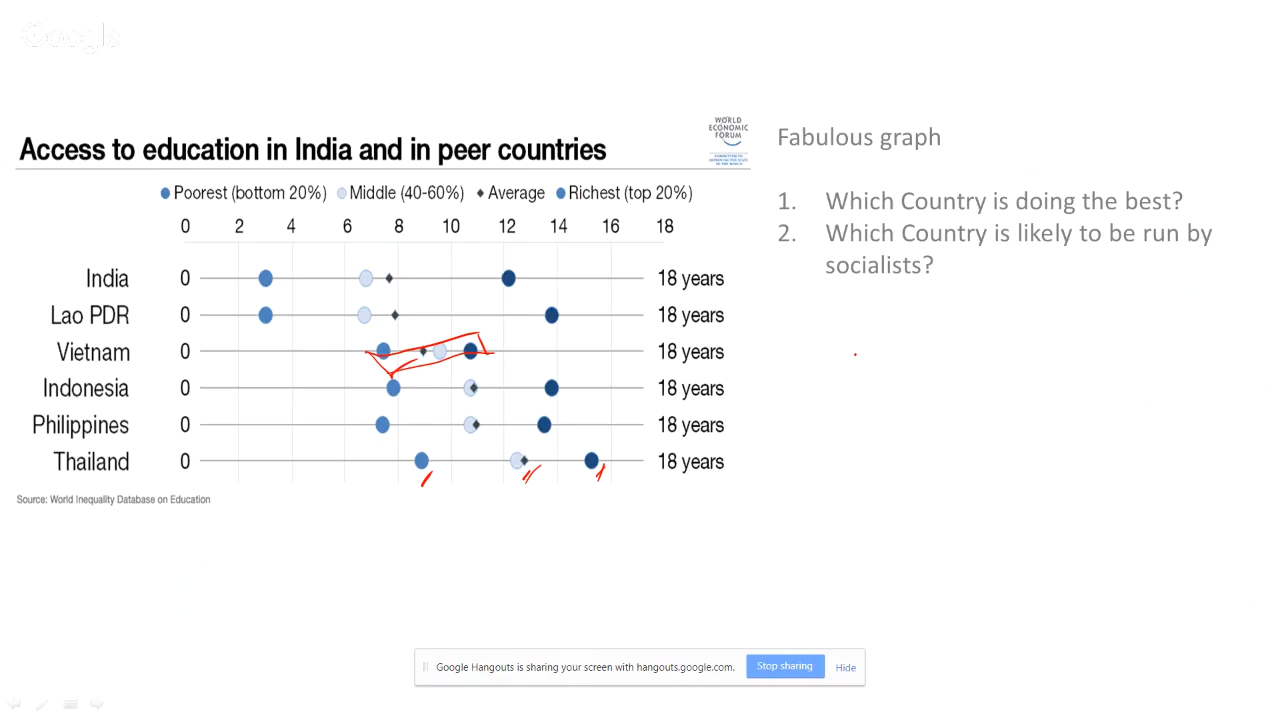 Google
WORLD
ECONOMIC
FORUM
Access to education in India and in peer countries
Poorest (bottom 20%) Middle (40-60%) Average Richest (top 20%)
0 2 4 6 8 10 12 14 16 18
India 0 18 years
Lao PDR 0 18 years
Vietnam 0 18 years
Indonesia 0 18 years
Philippines 0 18 years
Thailand 0 18 years
Source: World Inequality Database on Education
Fabulous graph
1. Which Country is doing the best?
2. Which Country is likely to be run by
socialists?
Google Hangouts is sharing your screen with hangouts.google.com. Stop sharing Hide